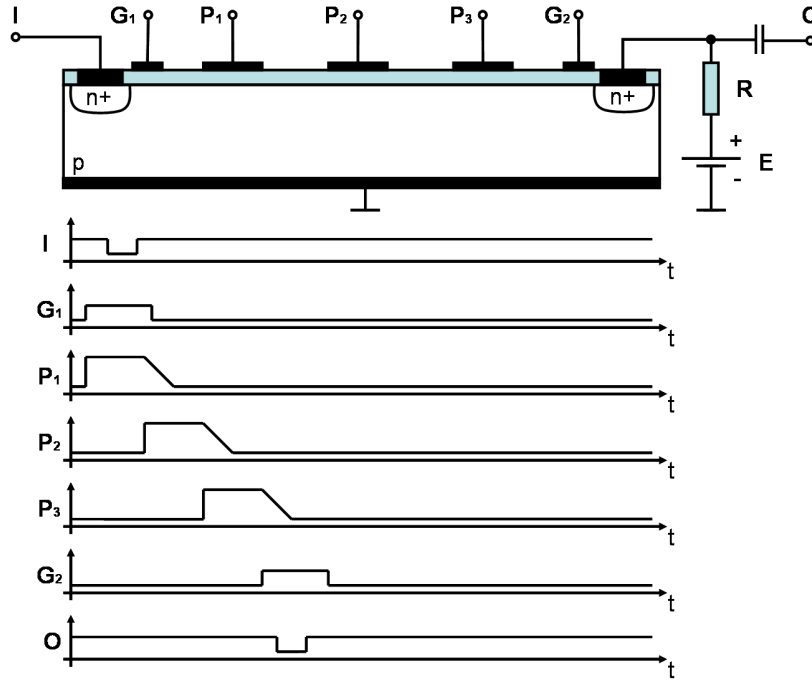 I G₁ P₁ P₂ P₃ G₂ O
n+ n+ R
+
p E
-
I
t
G₁
t
P₁
t
P₂
t
P₃
t
G₂
t
O
t